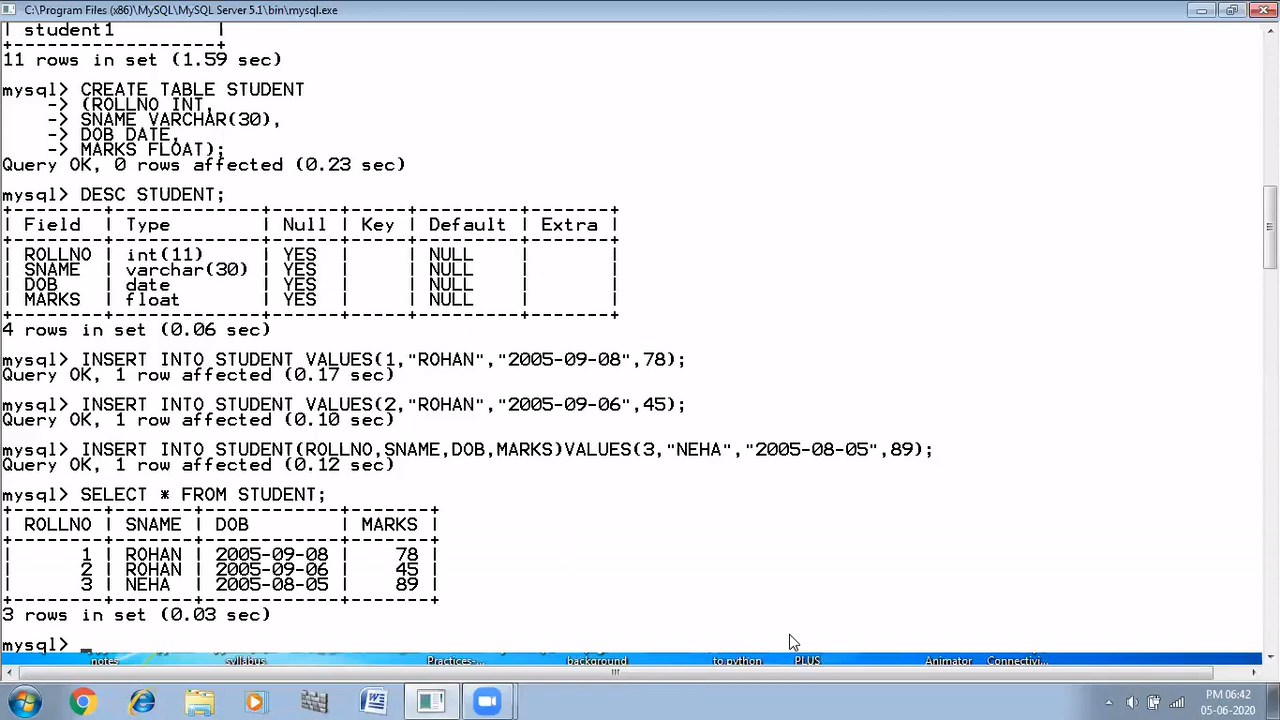 C:\Program Files (x86)\MySQL\MySQL Server 5.1\bin\mysql.exe
| student1            |
+---------------------+
11 rows in set (1.59 sec)
mysql> CREATE TABLE STUDENT
    -> (ROLLNO INT,
    -> SNAME VARCHAR(30),
    -> DOB DATE,
    -> MARKS FLOAT);
Query OK, 0 rows affected (0.23 sec)
mysql> DESC STUDENT;
+--------+-------------+------+-----+---------+-------+
| Field  | Type        | Null | Key | Default | Extra |
+--------+-------------+------+-----+---------+-------+
| ROLLNO | int(11)     | YES  |     | NULL    |       |
| SNAME  | varchar(30) | YES  |     | NULL    |       |
| DOB    | date        | YES  |     | NULL    |       |
| MARKS  | float       | YES  |     | NULL    |       |
+--------+-------------+------+-----+---------+-------+
4 rows in set (0.06 sec)
mysql> INSERT INTO STUDENT VALUES(1,"ROHAN","2005-09-08",78);
Query OK, 1 row affected (0.17 sec)
mysql> INSERT INTO STUDENT VALUES(2,"ROHAN","2005-09-06",45);
Query OK, 1 row affected (0.10 sec)
mysql> INSERT INTO STUDENT(ROLLNO,SNAME,DOB,MARKS)VALUES(3,"NEHA","2005-08-05",89);
Query OK, 1 row affected (0.12 sec)
mysql> SELECT * FROM STUDENT;
+--------+-------+------------+-------+
| ROLLNO | SNAME | DOB        | MARKS |
+--------+-------+------------+-------+
|      1 | ROHAN | 2005-09-08 |    78 |
|      2 | ROHAN | 2005-09-06 |    45 |
|      3 | NEHA  | 2005-08-05 |    89 |
+--------+-------+------------+-------+
3 rows in set (0.03 sec)
mysql> _
notes syllabus Practices-... background to python PLUS Animator Connectivi...
PM 06:42
05-06-2020